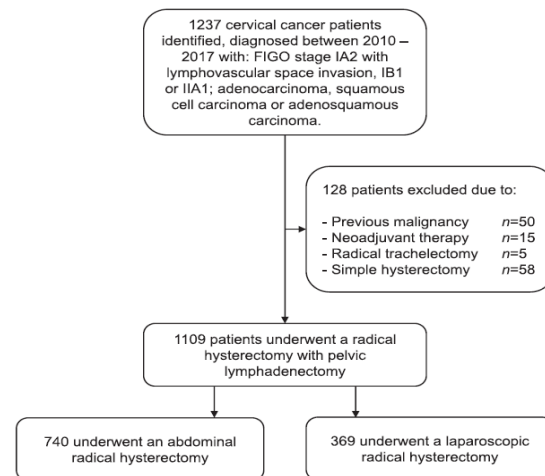 1237 cervical cancer patients
identified, diagnosed between 2010 –
2017 with: FIGO stage IA2 with
lymphovascular space invasion, IB1
or IIA1; adenocarcinoma, squamous
cell carcinoma or adenosquamous
carcinoma.
128 patients excluded due to:
- Previous malignancy n=50
- Neoadjuvant therapy n=15
- Radical trachelectomy n=5
- Simple hysterectomy n=58
1109 patients underwent a radical
hysterectomy with pelvic
lymphadenectomy
740 underwent an abdominal
radical hysterectomy
369 underwent a laparoscopic
radical hysterectomy